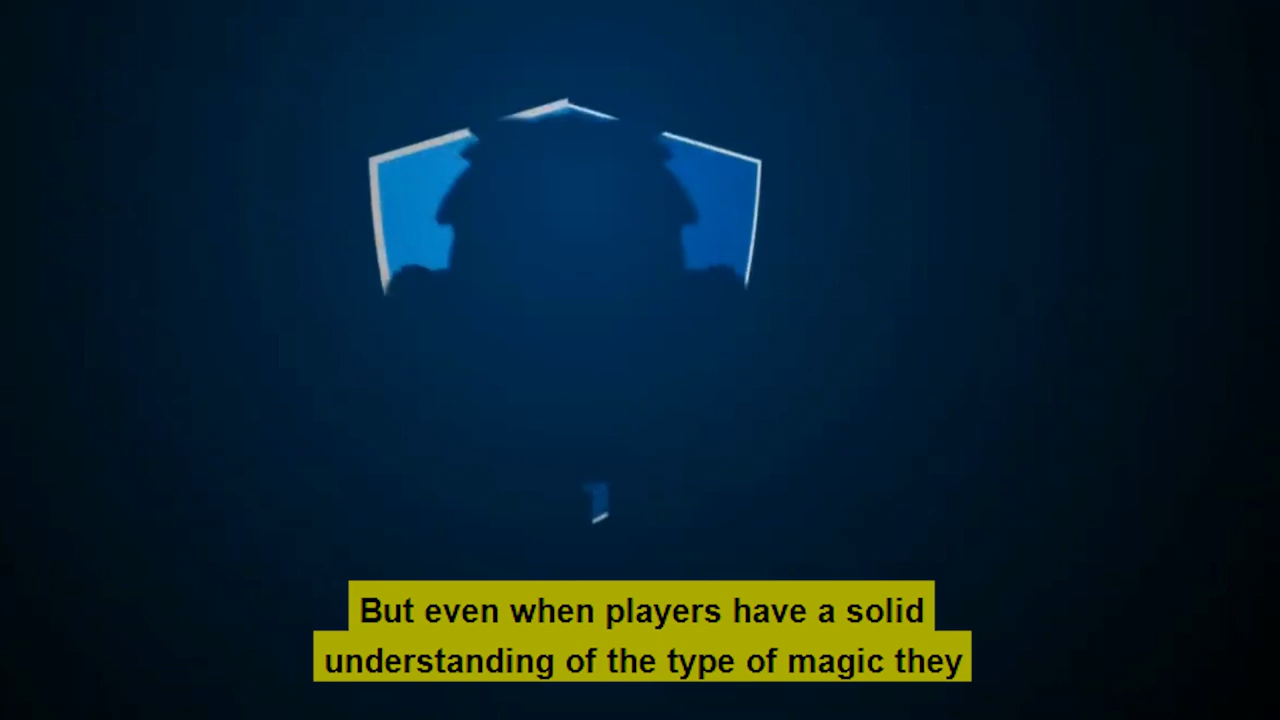 But even when players have a solid
understanding of the type of magic they